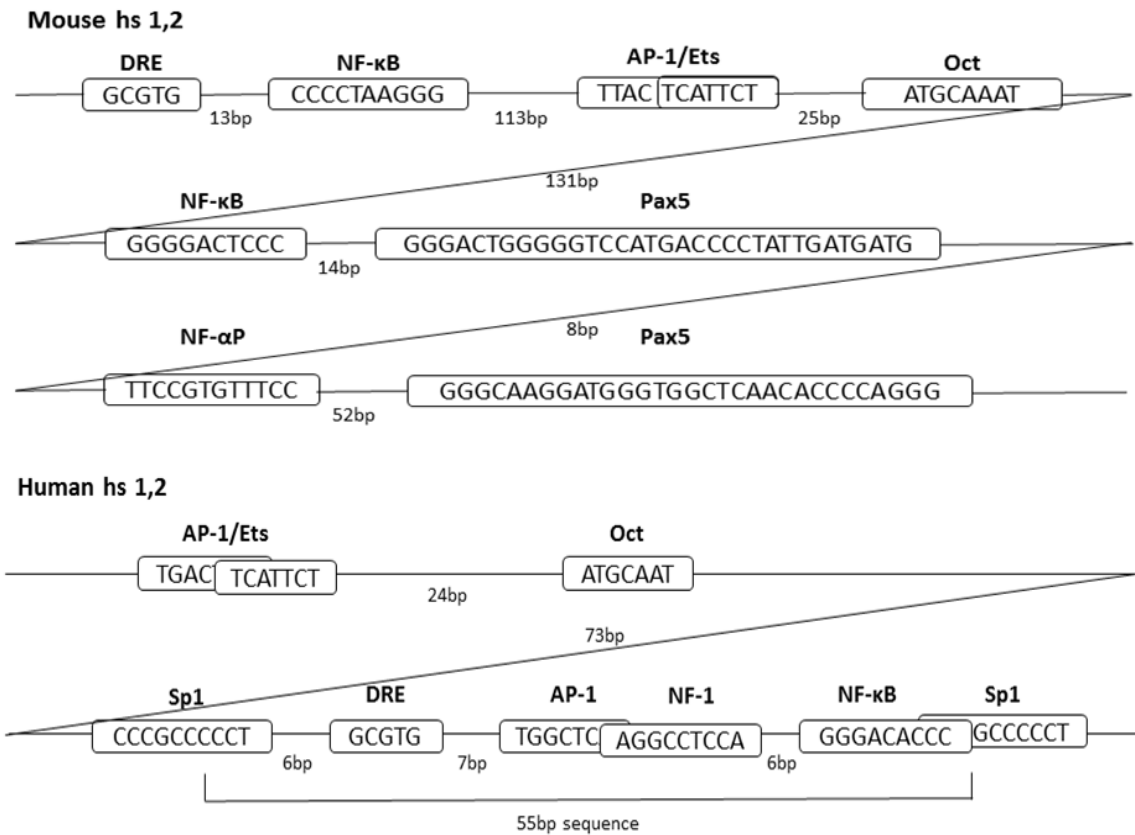 Mouse hs 1,2
DRE NF-κB AP-1/Ets Oct
GCGTG CCCCTAAGGG TTAC TCATTCT ATGCAAAT
13bp 113bp 25bp
131bp
NF-κB Pax5
GGGGACTCCC GGGACTGGGGGTCCATGACCCCTATTGATGATG
14bp
8bp
NF-αP Pax5
TTCCGTGTTTCC GGGCAAGGATGGGTGGCTCAACACCCCAGGG
52bp
Human hs 1,2
AP-1/Ets Oct
TGAC TCATTCT ATGCAAT
24bp
73bp
Sp1 DRE AP-1 NF-1 NF-κB Sp1
CCCGCCCCCT GCGTG TGGCTC AGGCCTCCA GGGACACCC GCCCCCT
6bp 7bp 6bp
55bp sequence